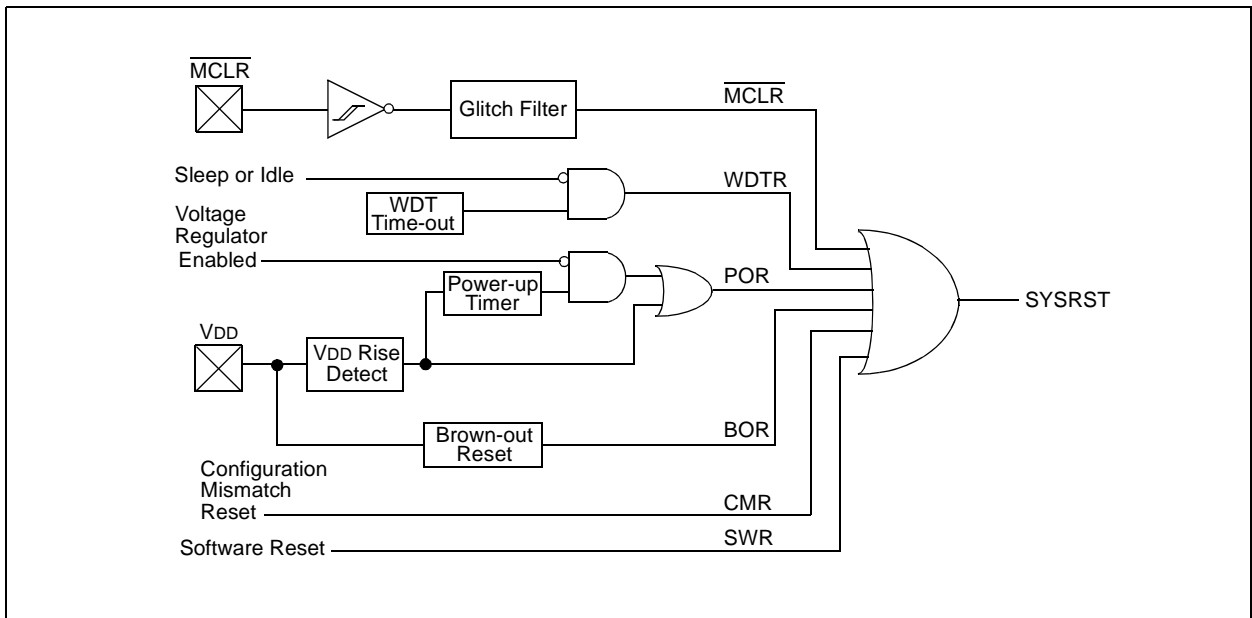 MCLR
Glitch Filter
MCLR
Sleep or Idle
WDT
Time-out
WDTR
Voltage
Regulator
Enabled
Power-up
Timer
POR
SYSRST
VDD
VDD Rise
Detect
Brown-out
Reset
BOR
Configuration
Mismatch
Reset
CMR
Software Reset
SWR